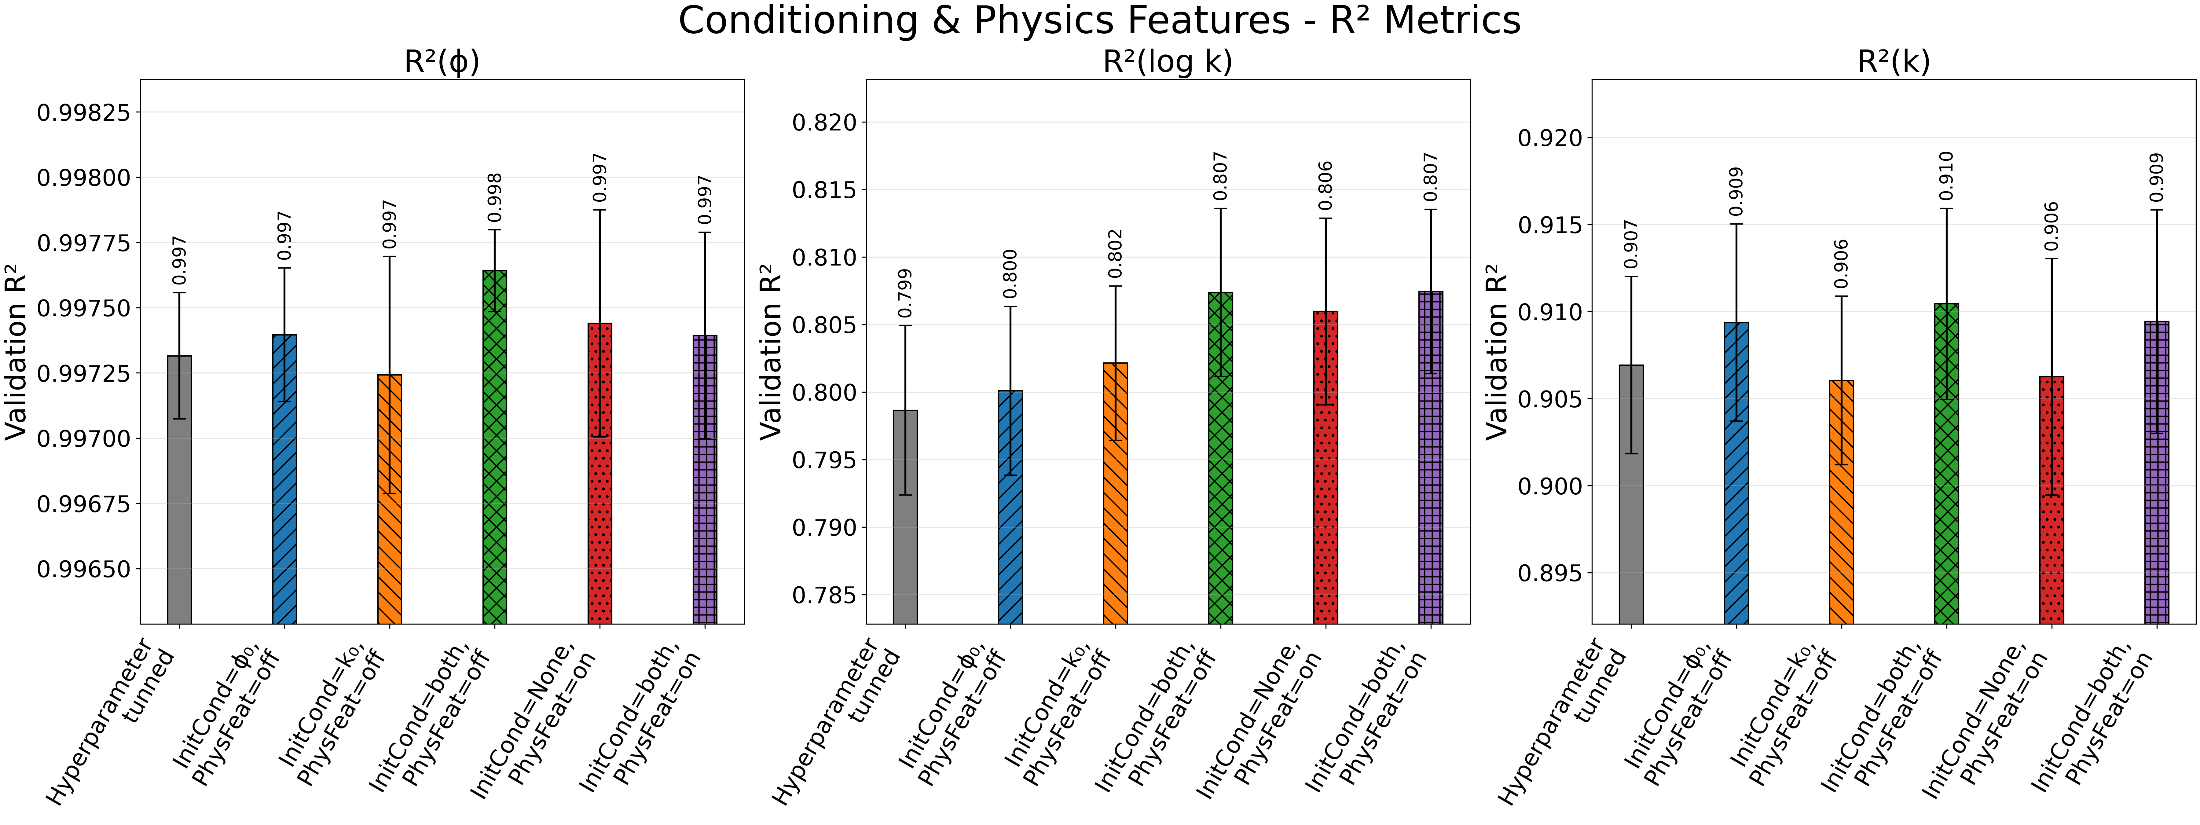 Conditioning & Physics Features - R² Metrics
R²(ϕ)
Validation R²
0.99825
0.99800
0.99775
0.99750
0.99725
0.99700
0.99675
0.99650
0.997
0.997
0.997
0.998
0.997
0.997
Hyperparameter
tunned
InitCond=ϕ₀,
PhysFeat=off
InitCond=k₀,
PhysFeat=off
InitCond=both,
PhysFeat=off
InitCond=None,
PhysFeat=on
InitCond=both,
PhysFeat=on
R²(log k)
Validation R²
0.820
0.815
0.810
0.805
0.800
0.795
0.790
0.785
0.799
0.800
0.802
0.807
0.806
0.807
Hyperparameter
tunned
InitCond=ϕ₀,
PhysFeat=off
InitCond=k₀,
PhysFeat=off
InitCond=both,
PhysFeat=off
InitCond=None,
PhysFeat=on
InitCond=both,
PhysFeat=on
R²(k)
Validation R²
0.920
0.915
0.910
0.905
0.900
0.895
0.907
0.909
0.906
0.910
0.906
0.909
Hyperparameter
tunned
InitCond=ϕ₀,
PhysFeat=off
InitCond=k₀,
PhysFeat=off
InitCond=both,
PhysFeat=off
InitCond=None,
PhysFeat=on
InitCond=both,
PhysFeat=on